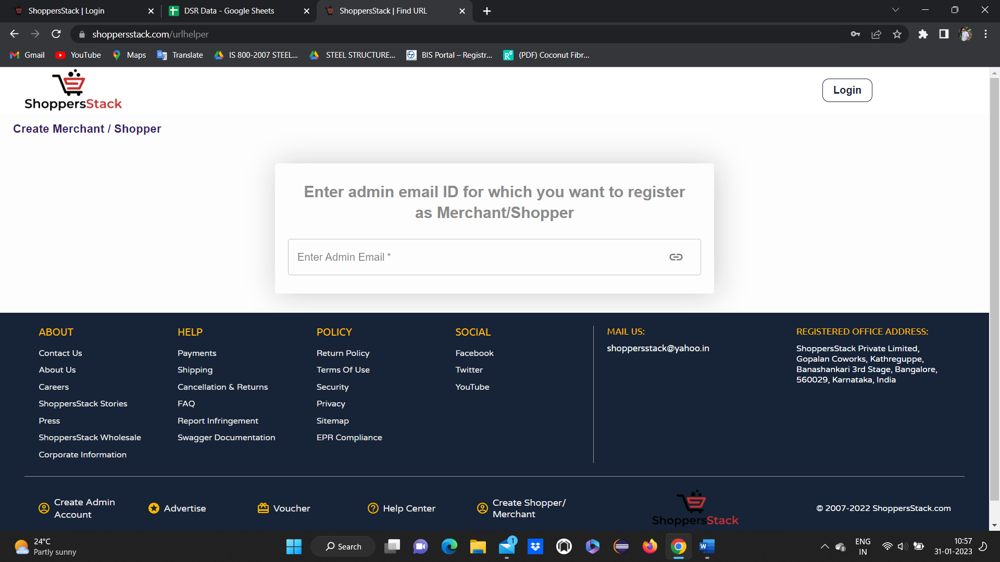 ShoppersStack | Login
DSR Data - Google Sheets
ShoppersStack | Find URL
shoppersstack.com/urlhelper
Gmail
YouTube
Maps
Translate
IS 800-2007 STEEL...
STEEL STRUCTURE...
BIS Portal – Registr...
(PDF) Coconut Fibr...
ShoppersStack
Login
Create Merchant / Shopper
Enter admin email ID for which you want to register
as Merchant/Shopper
Enter Admin Email *
ABOUT
Contact Us
About Us
Careers
ShoppersStack Stories
Press
ShoppersStack Wholesale
Corporate Information
HELP
Payments
Shipping
Cancellation & Returns
FAQ
Report Infringement
Swagger Documentation
POLICY
Return Policy
Terms Of Use
Security
Privacy
Sitemap
EPR Compliance
SOCIAL
Facebook
Twitter
YouTube
MAIL US:
shoppersstack@yahoo.in
REGISTERED OFFICE ADDRESS:
ShoppersStack Private Limited,
Gopalan Coworks, Kathreguppe,
Banashankari 3rd Stage, Bangalore,
560029, Karnataka, India
Create Admin
Account
Advertise
Voucher
Help Center
Create Shopper/
Merchant
ShoppersStack
© 2007-2022 ShoppersStack.com
24°C
Partly sunny
Search
1
ENG
IN
10:57
31-01-2023